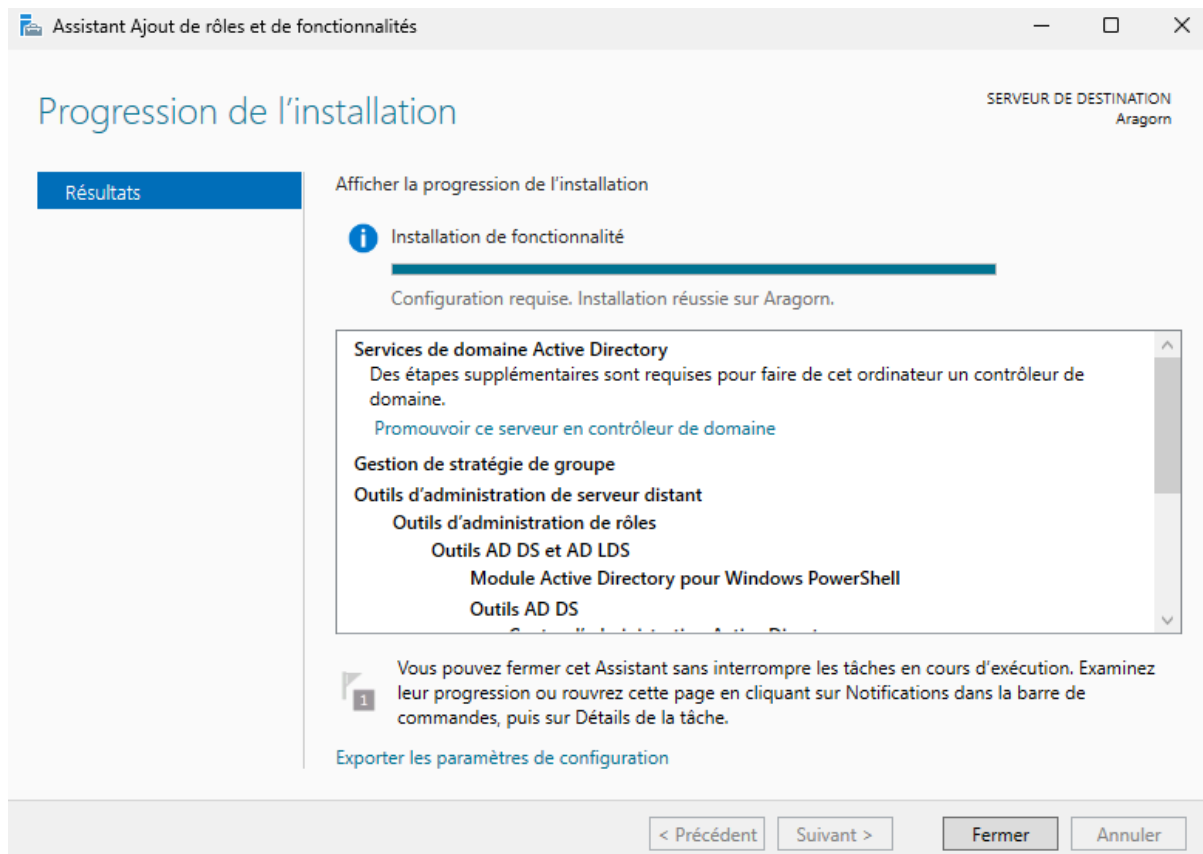 Assistant Ajout de rôles et de fonctionnalités
Progression de l’installation
SERVEUR DE DESTINATION
Aragorn
Résultats
Afficher la progression de l’installation
Installation de fonctionnalité
Configuration requise. Installation réussie sur Aragorn.
Services de domaine Active Directory
Des étapes supplémentaires sont requises pour faire de cet ordinateur un contrôleur de
domaine.
Promouvoir ce serveur en contrôleur de domaine
Gestion de stratégie de groupe
Outils d’administration de serveur distant
Outils d’administration de rôles
Outils AD DS et AD LDS
Module Active Directory pour Windows PowerShell
Outils AD DS
1
Vous pouvez fermer cet Assistant sans interrompre les tâches en cours d’exécution. Examinez
leur progression ou rouvrez cette page en cliquant sur Notifications dans la barre de
commandes, puis sur Détails de la tâche.
Exporter les paramètres de configuration
< Précédent
Suivant >
Fermer
Annuler